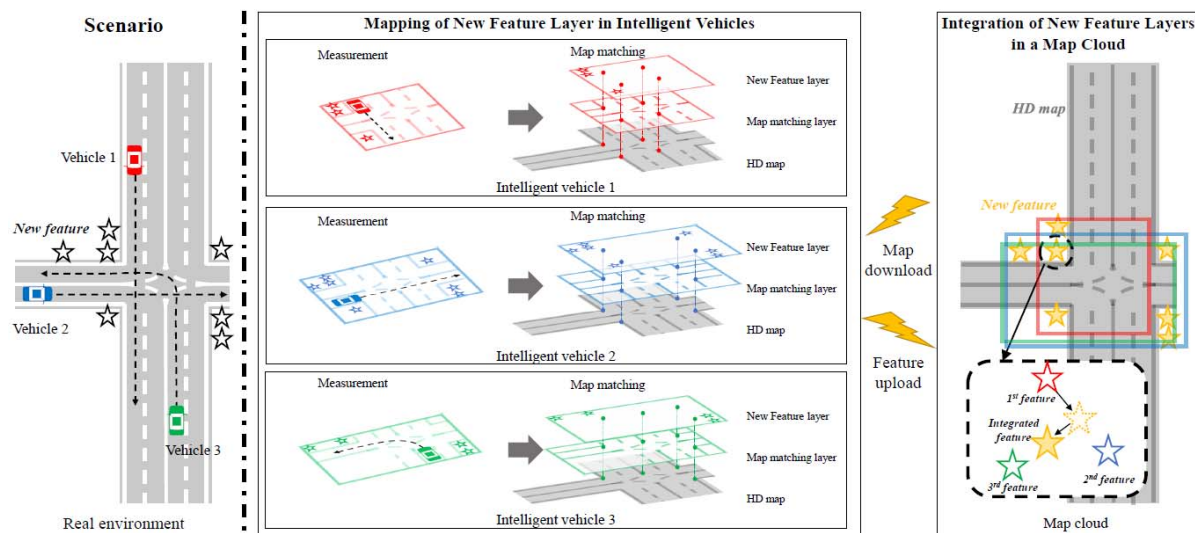 Scenario
Vehicle 1
New feature
Vehicle 2
Vehicle 3
Real environment
Mapping of New Feature Layer in Intelligent Vehicles
Measurement
Map matching
New Feature layer
Map matching layer
HD map
Intelligent vehicle 1
Measurement
Map matching
New Feature layer
Map matching layer
HD map
Intelligent vehicle 2
Measurement
Map matching
New Feature layer
Map matching layer
HD map
Intelligent vehicle 3
Map
download
Feature
upload
Integration of New Feature Layers
in a Map Cloud
HD map
New feature
1st feature
Integrated
feature
3rd feature
2nd feature
Map cloud